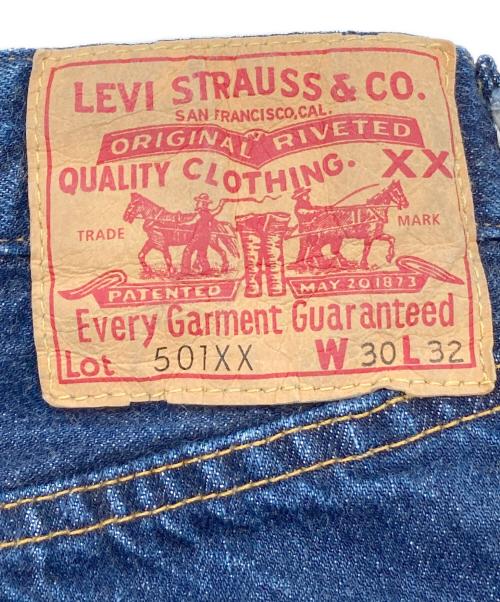 LEVI STRAUSS & CO.
SAN FRANCISCO, CAL.
ORIGINAL RIVETED
QUALITY CLOTHING. XX
TRADE MARK
PATENTED MAY 20 1873
Every Garment Guaranteed
Lot 501XX W 30 L 32